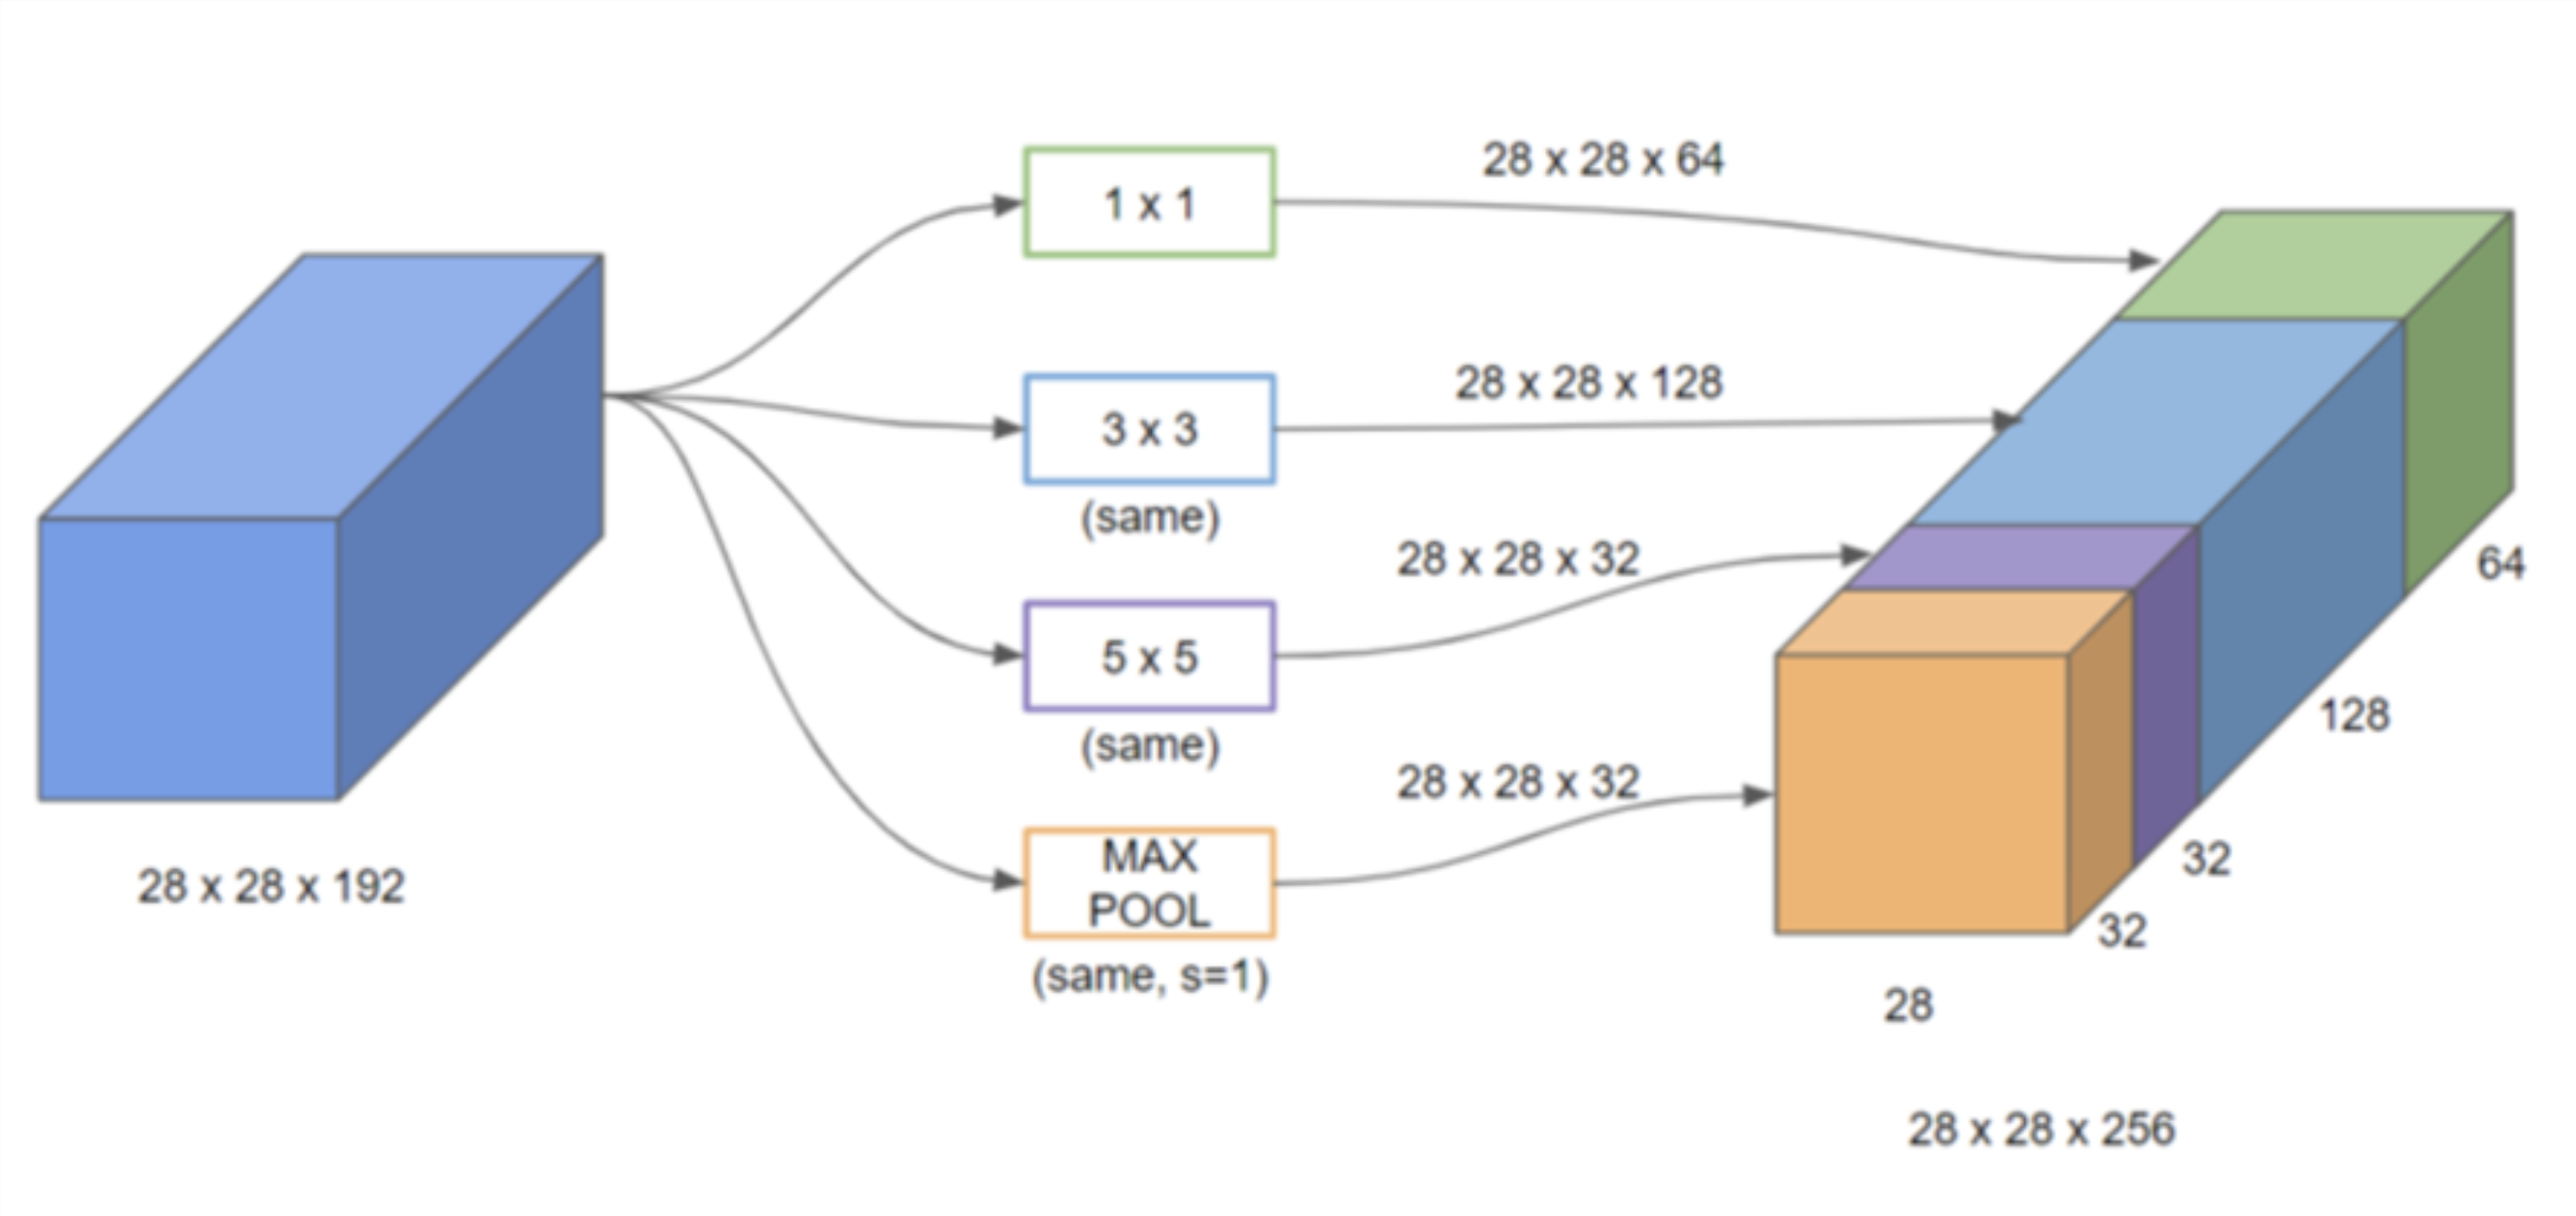 28 x 28 x 192
1 x 1
3 x 3
(same)
5 x 5
(same)
MAX
POOL
(same, s=1)
28 x 28 x 64
28 x 28 x 128
28 x 28 x 32
28 x 28 x 32
64
128
32
32
28
28 x 28 x 256